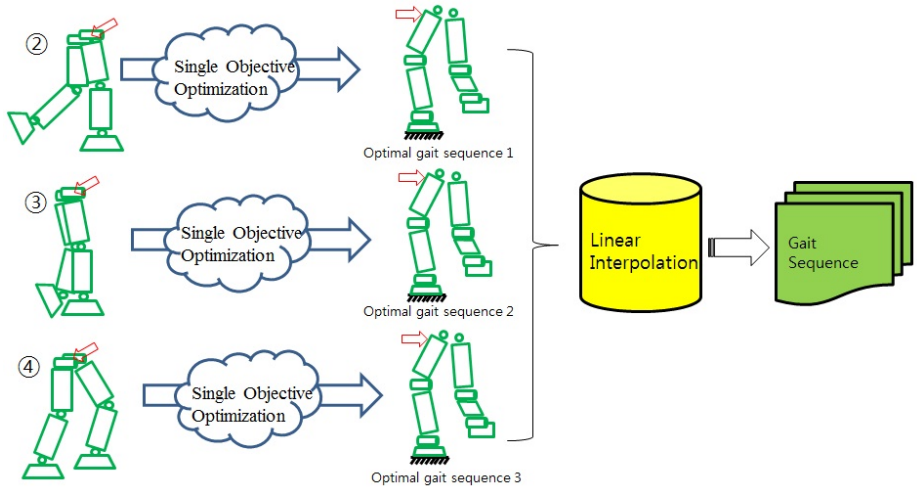 ②
Single Objective
Optimization
Optimal gait sequence 1
③
Single Objective
Optimization
Optimal gait sequence 2
④
Single Objective
Optimization
Optimal gait sequence 3
Linear
Interpolation
Gait
Sequence